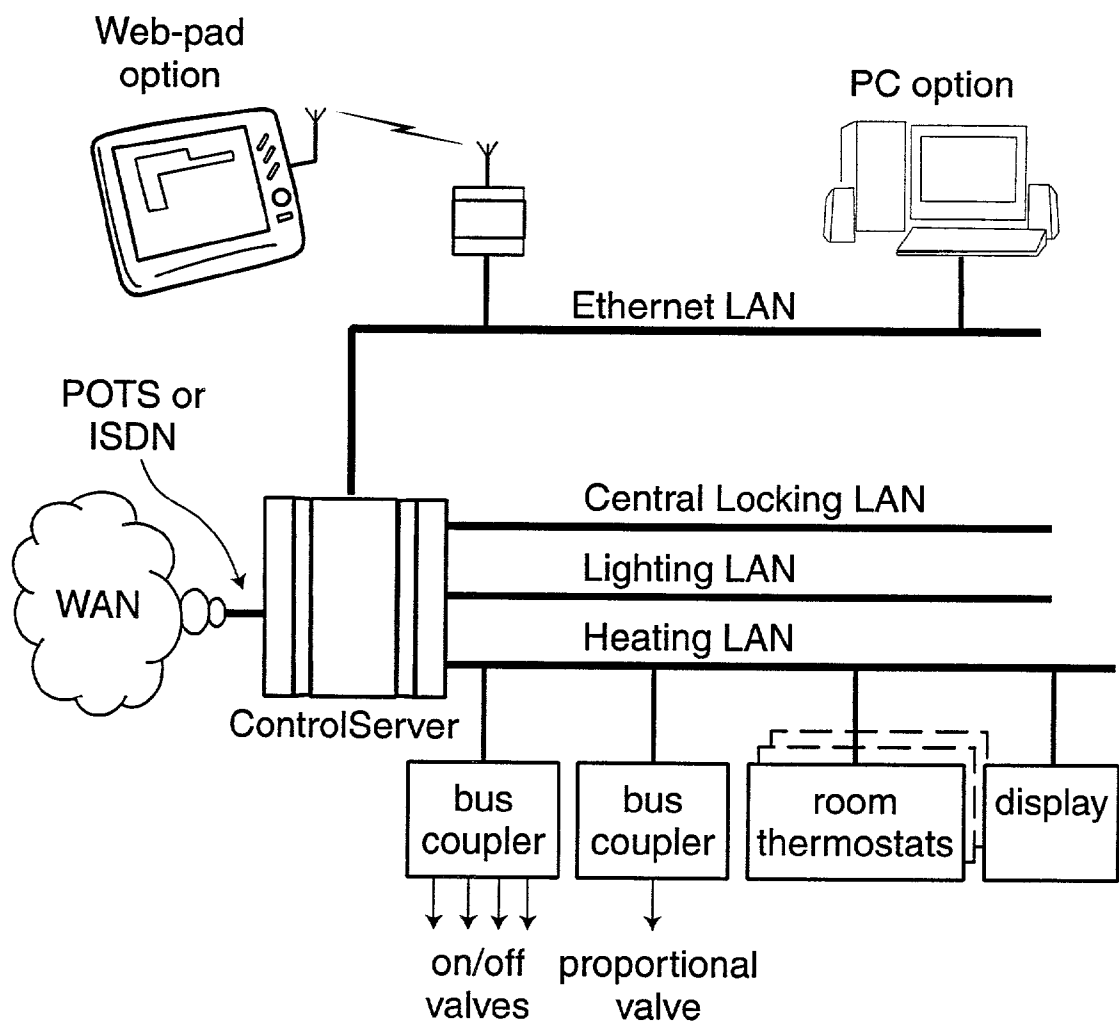 Web-pad
option
PC option
Ethernet LAN
POTS or
ISDN
WAN
ControlServer
Central Locking LAN
Lighting LAN
Heating LAN
bus
coupler
bus
coupler
room
thermostats
display
on/off
valves
proportional
valve